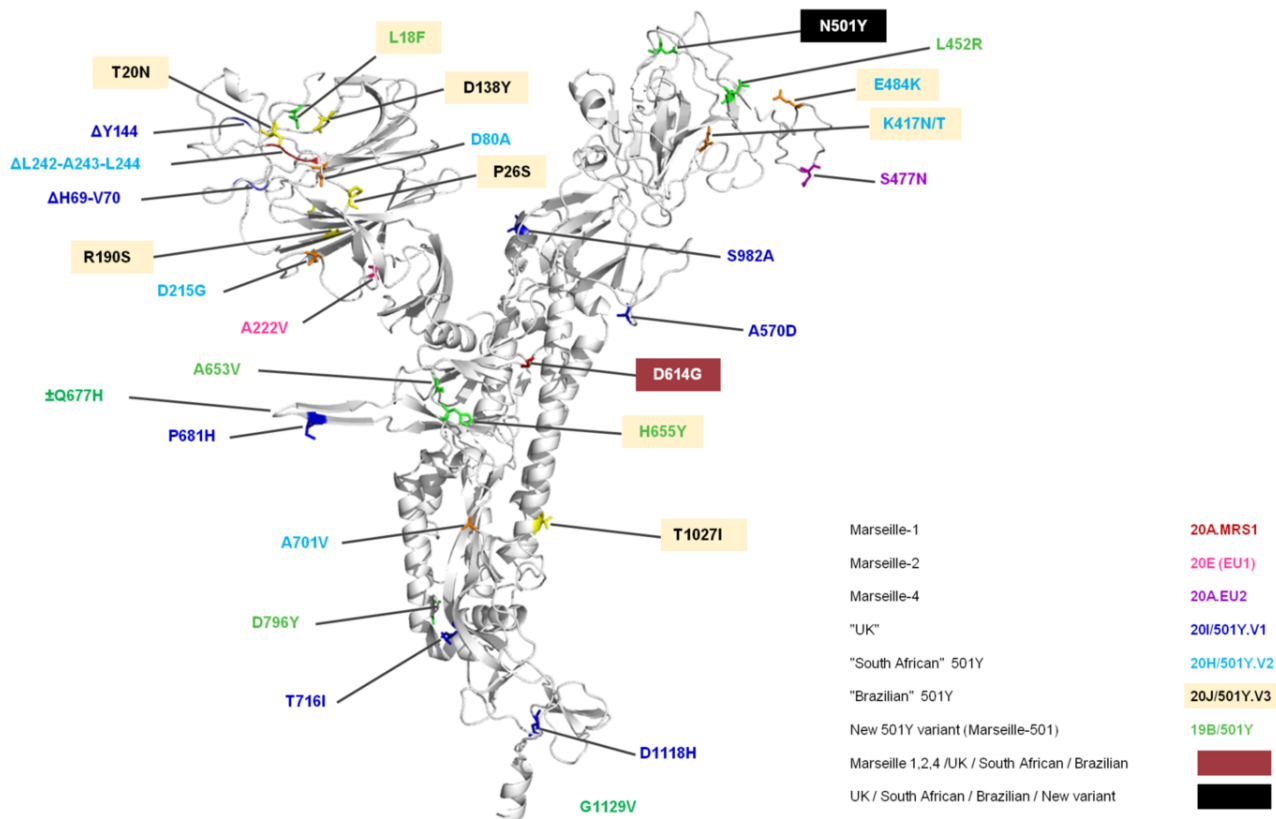 N501Y
L18F
L452R
T20N
D138Y
E484K
ΔY144
K417N/T
D80A
ΔL242-A243-L244
P26S
S477N
ΔH69-V70
R190S
S982A
D215G
A222V
A570D
A653V
D614G
±Q677H
P681H
H655Y
A701V
T1027I
D796Y
T716I
D1118H
G1129V
Marseille-1 20A.MRS1
Marseille-2 20E (EU1)
Marseille-4 20A.EU2
"UK" 20I/501Y.V1
"South African" 501Y 20H/501Y.V2
"Brazilian" 501Y 20J/501Y.V3
New 501Y variant (Marseille-501) 19B/501Y
Marseille 1,2,4 /UK / South African / Brazilian
UK / South African / Brazilian / New variant